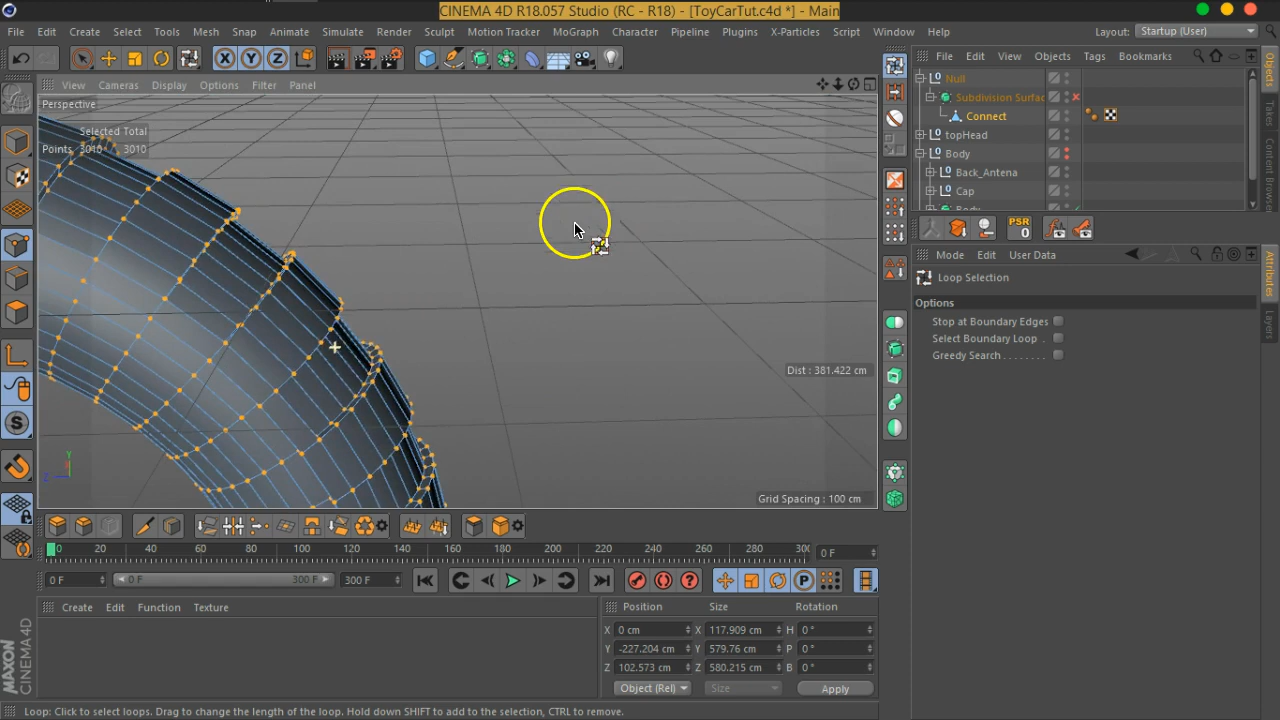 CINEMA 4D R18.057 Studio (RC - R18) - [ToyCarTut.c4d *] - Main
File Edit Create Select Tools Mesh Snap Animate Simulate Render Sculpt Motion Tracker MoGraph Character Pipeline Plugins X-Particles Script Window Help Layout: Startup (User)
X Y Z
File Edit View Objects Tags Bookmarks
View Cameras Display Options Filter Panel
Perspective
Null
Subdivision Surfac
Connect
topHead
Body
Back_Antena
Cap
Selected Total
Points 3010 3010
PSR
0
Mode Edit User Data
Loop Selection
Options
Stop at Boundary Edges
Select Boundary Loop .
Greedy Search . . . . . . .
Dist : 381.422 cm
Grid Spacing : 100 cm
Objects
Takes
Content Browser
Attributes
Layers
0 20 40 60 80 100 120 140 160 180 200 220 240 260 280 30 0 F
0 F 0 F 300 F 300 F
Create Edit Function Texture
Position Size Rotation
X 0 cm X 117.909 cm H 0 °
Y -227.204 cm Y 579.76 cm P 0 °
Z 102.573 cm Z 580.215 cm B 0 °
Object (Rel) Size Apply
MAXON
CINEMA 4D
Loop: Click to select loops. Drag to change the length of the loop. Hold down SHIFT to add to the selection, CTRL to remove.